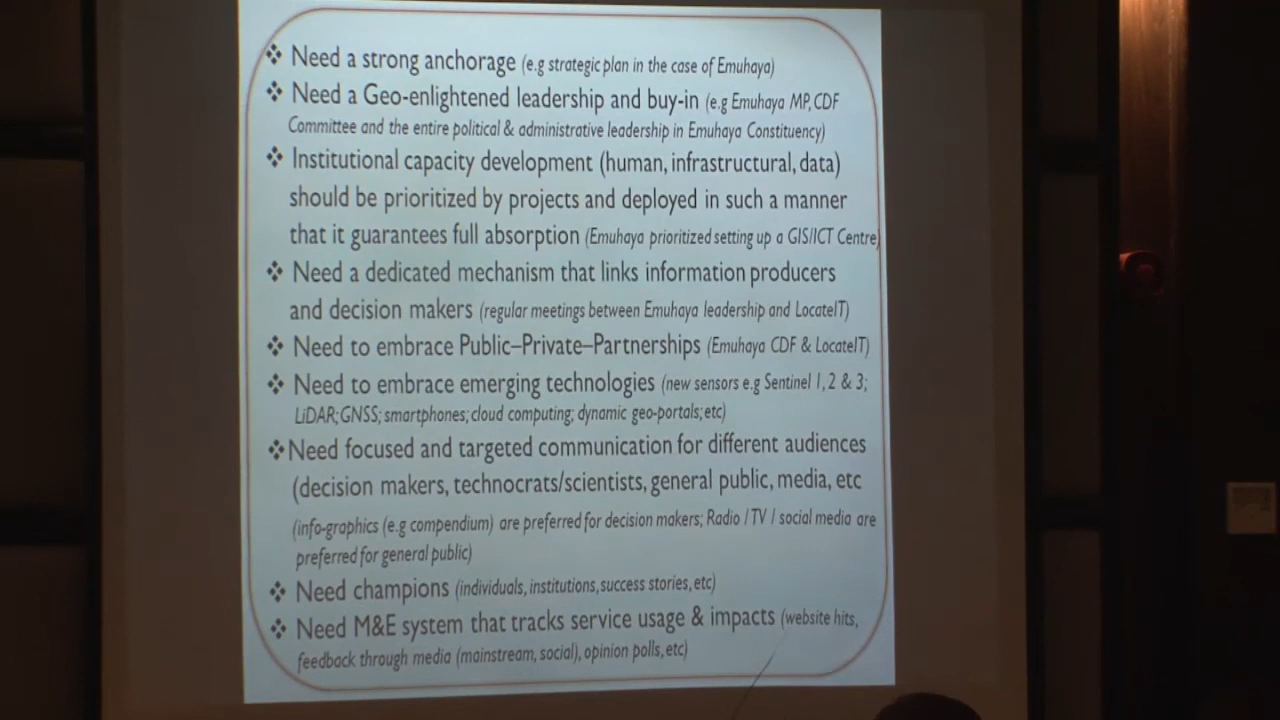 ❖ Need a strong anchorage (e.g strategic plan in the case of Emuhaya)
❖ Need a Geo-enlightened leadership and buy-in (e.g Emuhaya MP, CDF
Committee and the entire political & administrative leadership in Emuhaya Constituency)
❖ Institutional capacity development (human, infrastructural, data)
should be prioritized by projects and deployed in such a manner
that it guarantees full absorption (Emuhaya prioritized setting up a GIS/ICT Centre)
❖ Need a dedicated mechanism that links information producers
and decision makers (regular meetings between Emuhaya leadership and LocateIT)
❖ Need to embrace Public–Private–Partnerships (Emuhaya CDF & LocateIT)
❖ Need to embrace emerging technologies (new sensors e.g Sentinel 1, 2 & 3;
LiDAR; GNSS; smartphones; cloud computing; dynamic geo-portals; etc)
❖ Need focused and targeted communication for different audiences
(decision makers, technocrats/scientists, general public, media, etc
(info-graphics (e.g compendium) are preferred for decision makers; Radio / TV / social media are
preferred for general public)
❖ Need champions (individuals, institutions, success stories, etc)
❖ Need M&E system that tracks service usage & impacts (website hits,
feedback through media (mainstream, social), opinion polls, etc)